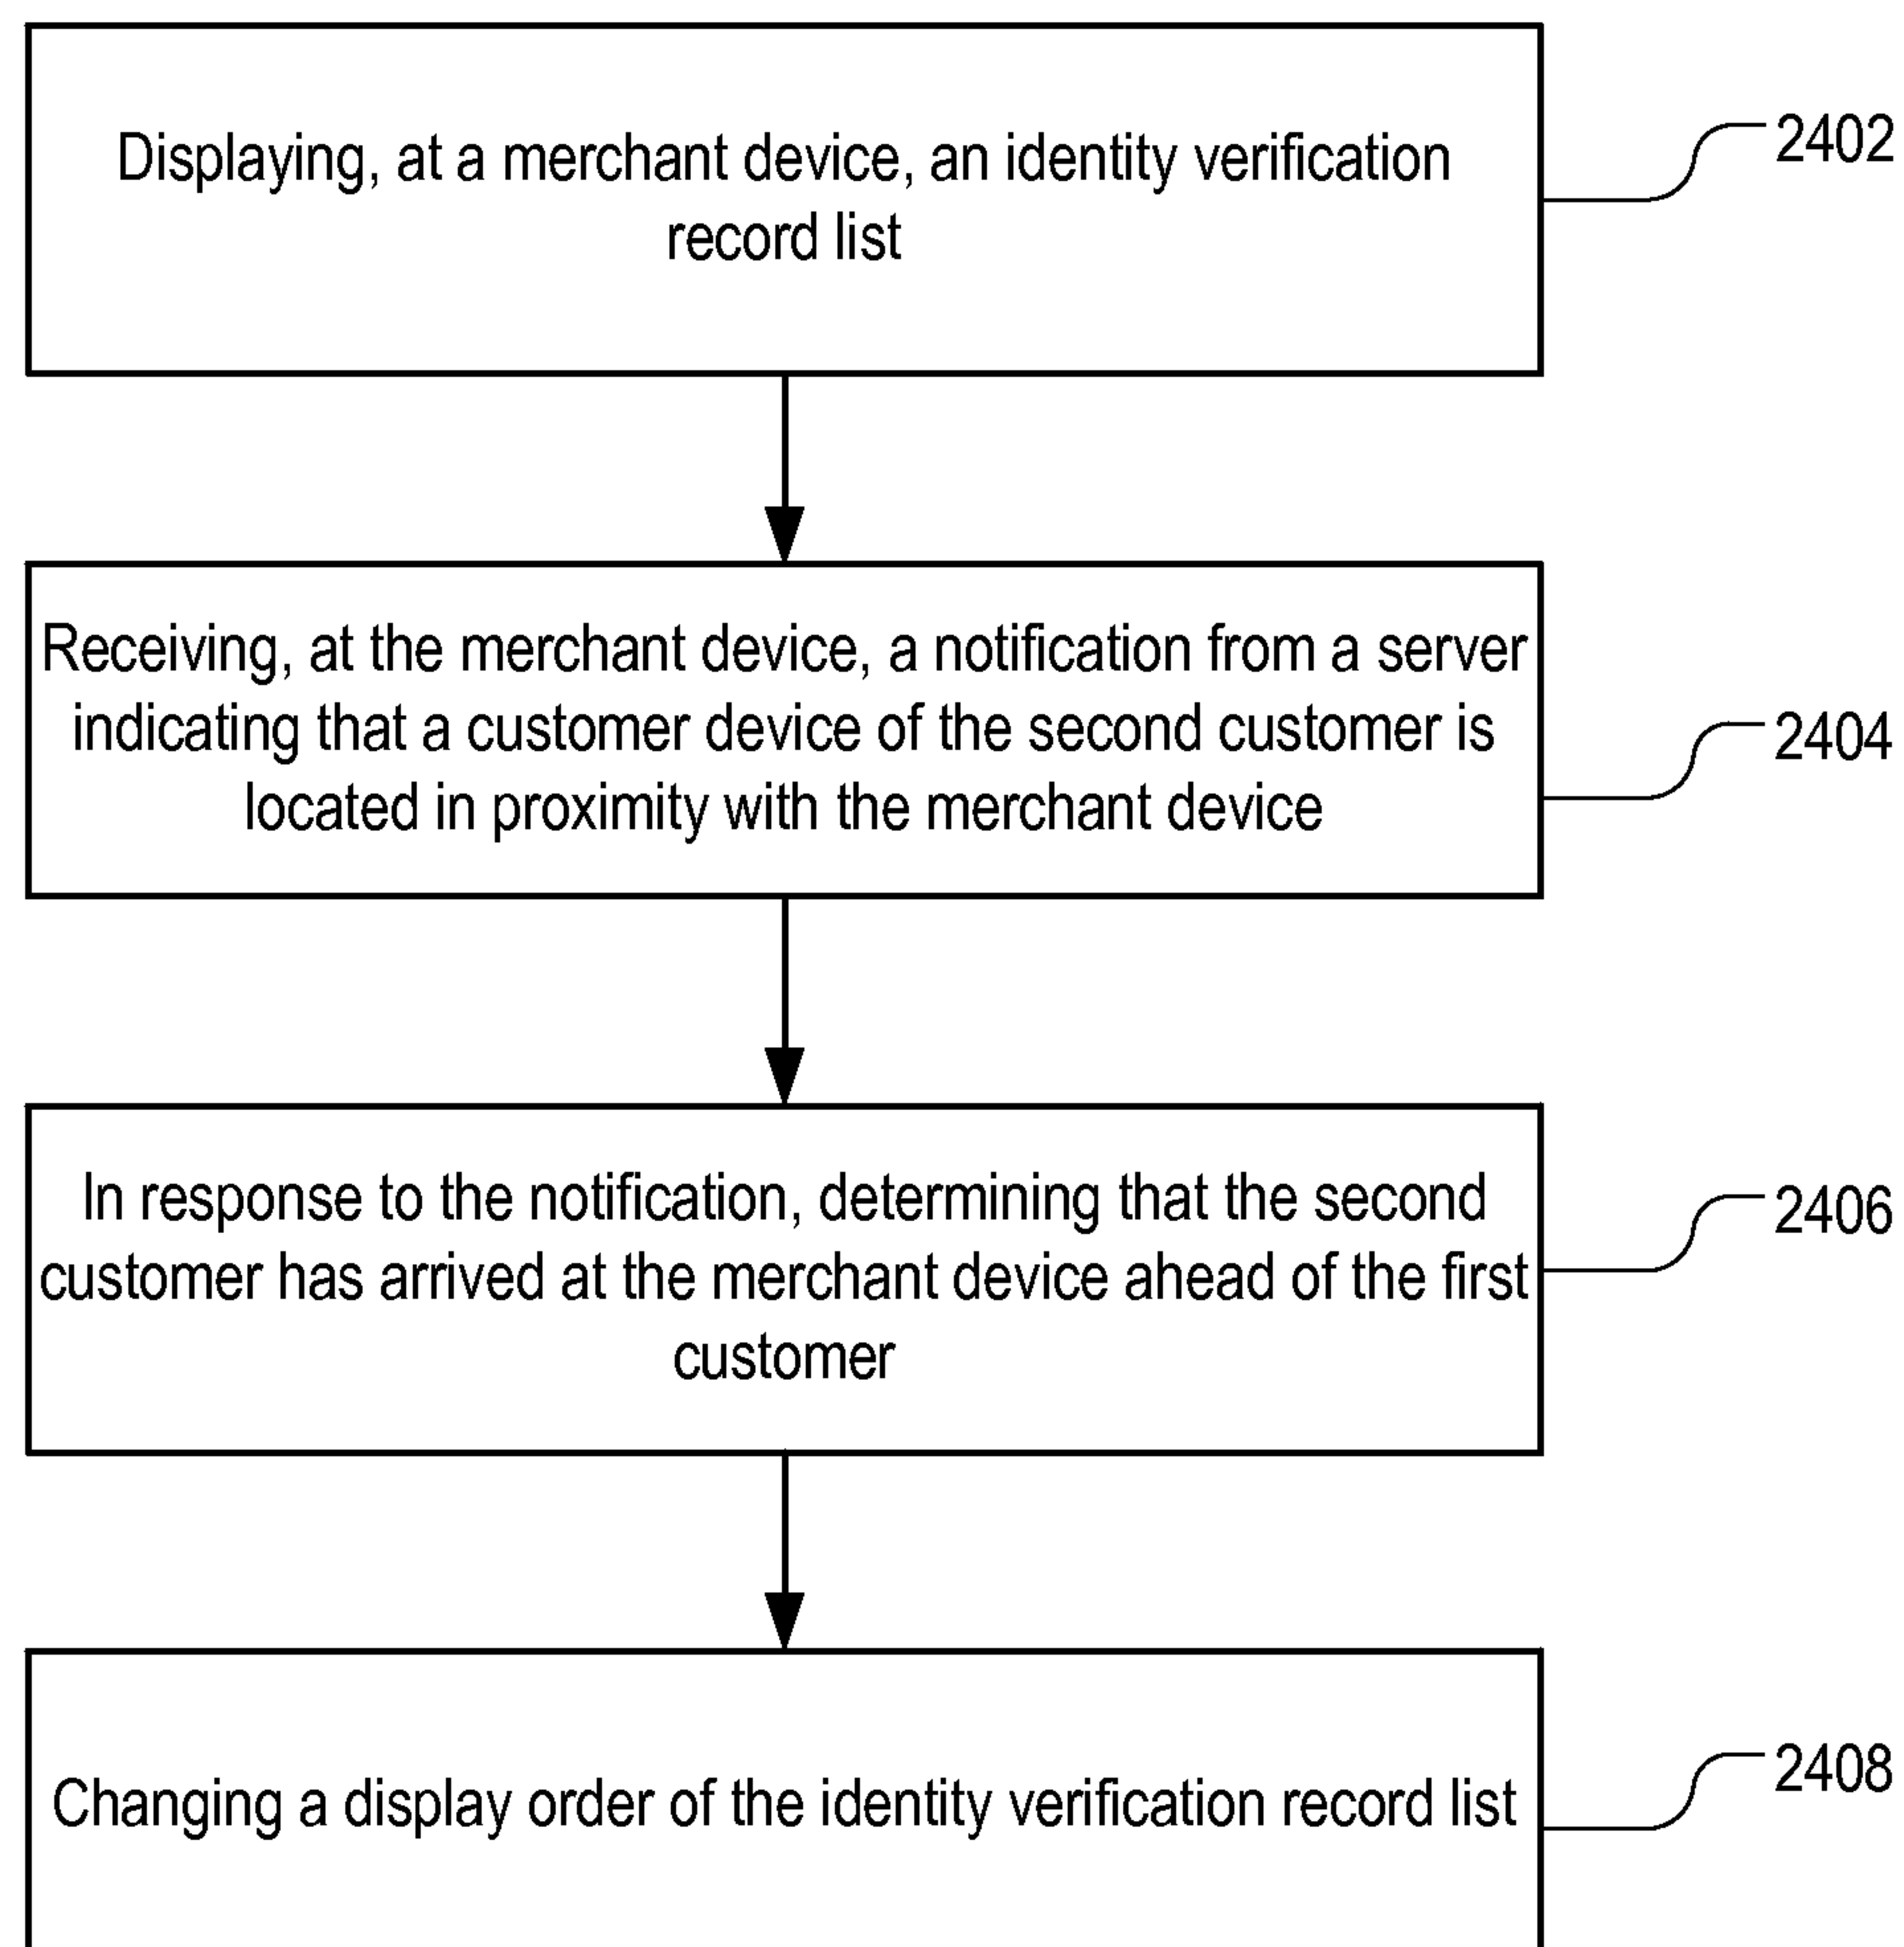 Displaying, at a merchant device, an identity verification
record list
2402
Receiving, at the merchant device, a notification from a server
indicating that a customer device of the second customer is
located in proximity with the merchant device
2404
In response to the notification, determining that the second
customer has arrived at the merchant device ahead of the first
customer
2406
Changing a display order of the identity verification record list
2408